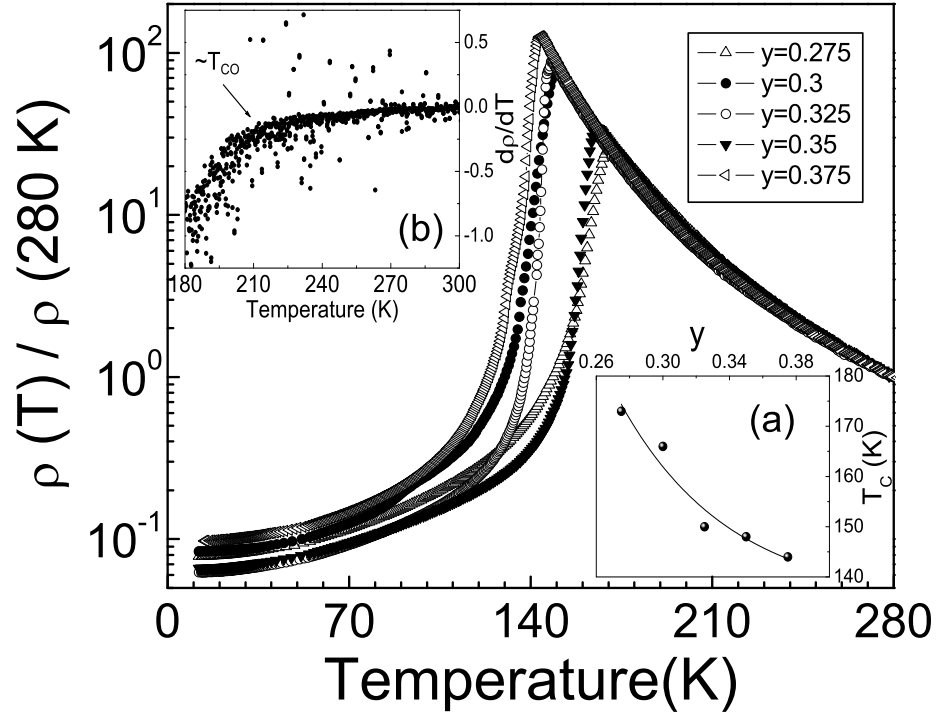 ρ (T) / ρ (280 K)
10²
10¹
10⁰
10⁻¹
0 70 140 210 280
Temperature(K)
y=0.275
y=0.3
y=0.325
y=0.35
y=0.375
~T_CO
(b)
0.5
0.0
-0.5
-1.0
dρ/dT
180 210 240 270 300
Temperature (K)
y
0.26 0.30 0.34 0.38
(a)
180
170
160
150
140
T_C (K)